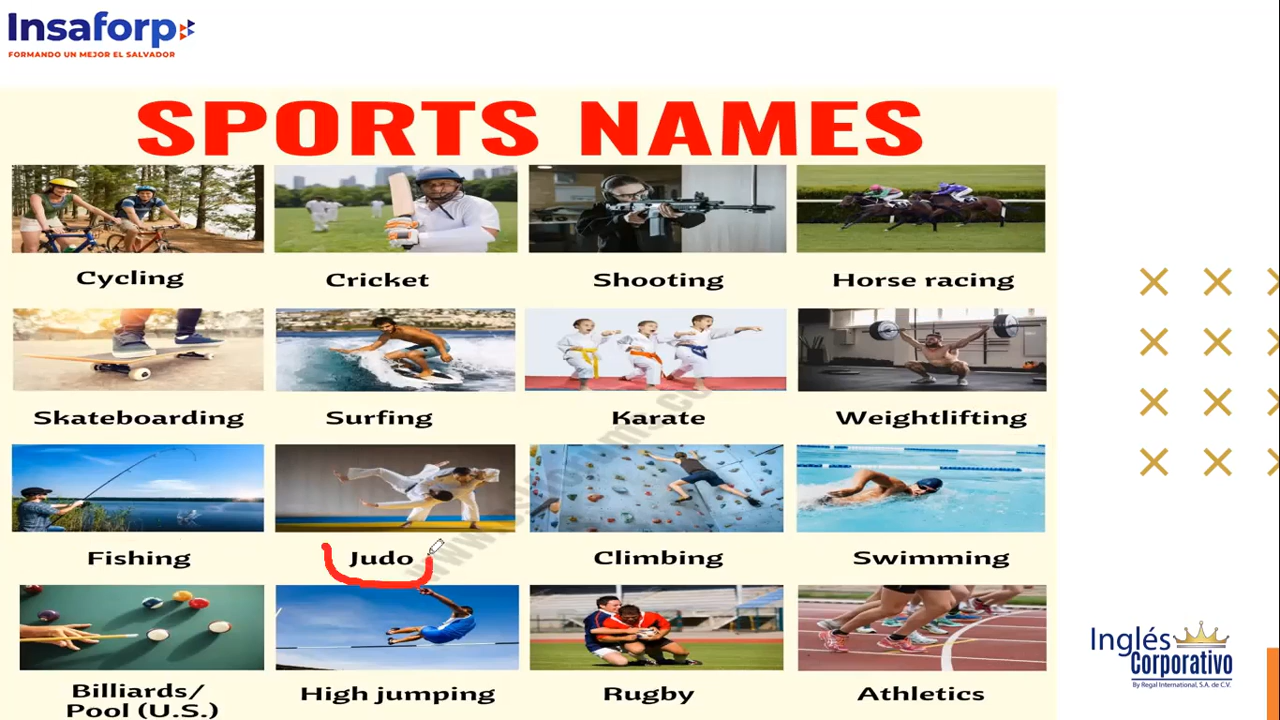 Insaforp
FORMANDO UN MEJOR EL SALVADOR
SPORTS NAMES
Cycling
Cricket
Shooting
Horse racing
Skateboarding
Surfing
Karate
Weightlifting
Fishing
Judo
Climbing
Swimming
Billiards/
Pool (U.S.)
High jumping
Rugby
Athletics
Inglés
Corporativo
By Regal International, S.A. de C.V.